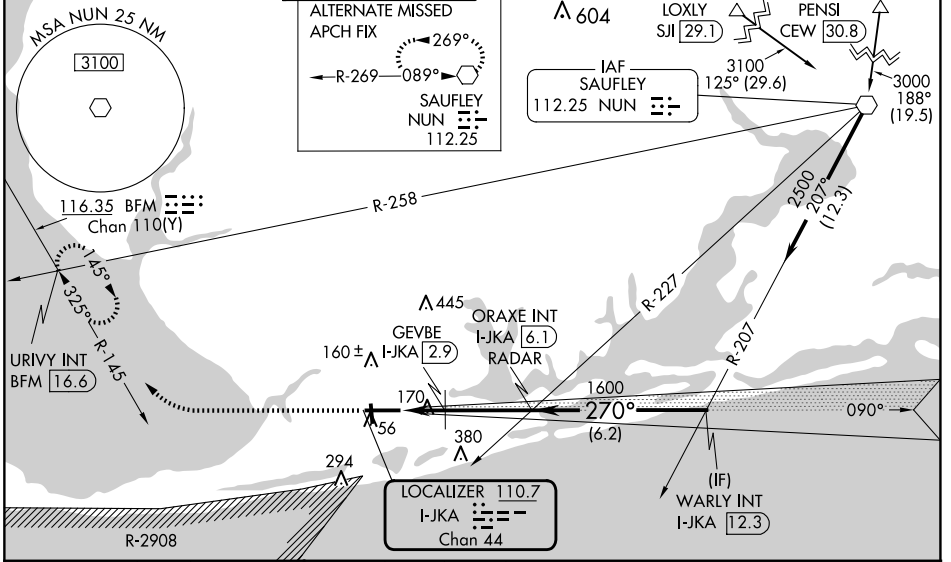 MSA NUN 25 NM
3100
ALTERNATE MISSED
APCH FIX
269°
R-269
089°
SAUFLEY
NUN
112.25
604
LOXLY
SJI 29.1
PENSI
CEW 30.8
3100
125° (29.6)
3000
188°
(19.5)
IAF
SAUFLEY
112.25 NUN
116.35 BFM
Chan 110(Y)
R-258
2500
207°
(12.3)
R-227
R-207
145°
325°
R-145
URIVY INT
BFM 16.6
445
GEVBE
I-JKA 2.9
ORAXE INT
I-JKA 6.1
RADAR
160 ±
170
56
380
294
1600
270°
(6.2)
090°
(IF)
WARLY INT
I-JKA 12.3
LOCALIZER 110.7
I-JKA
Chan 44
R-2908